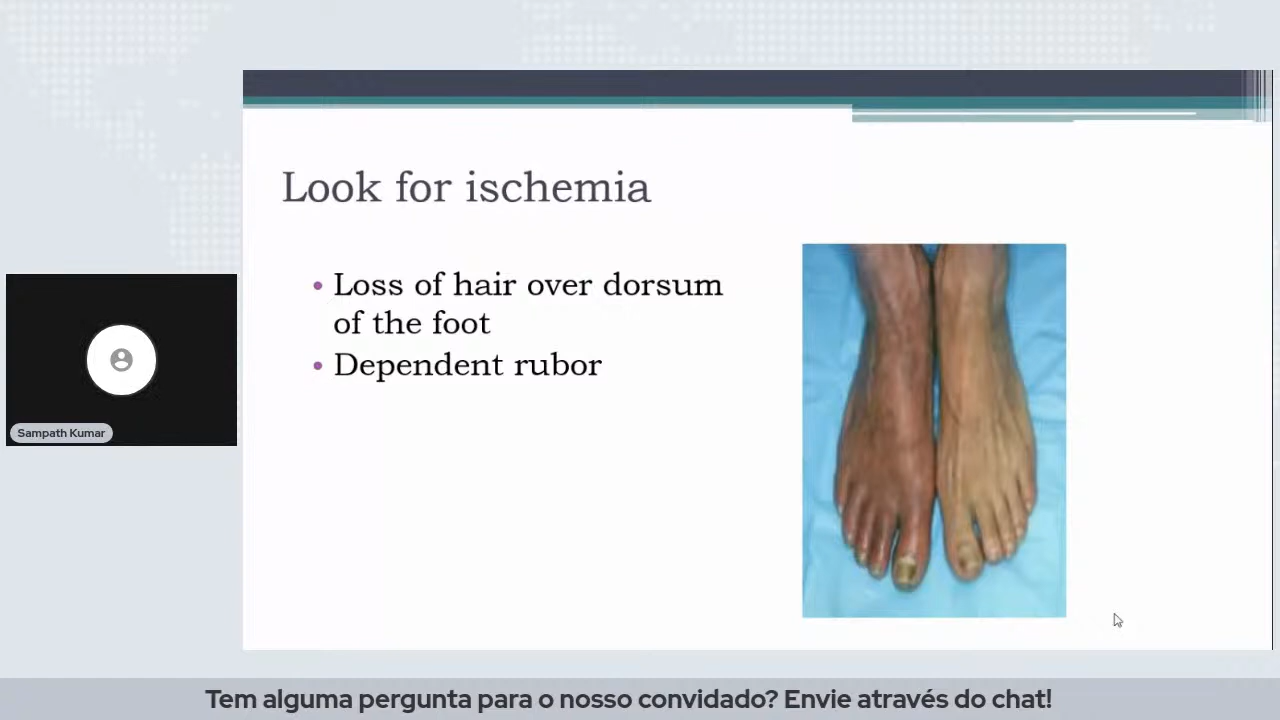 Look for ischemia
• Loss of hair over dorsum
of the foot
• Dependent rubor
Sampath Kumar
Tem alguma pergunta para o nosso convidado? Envie através do chat!